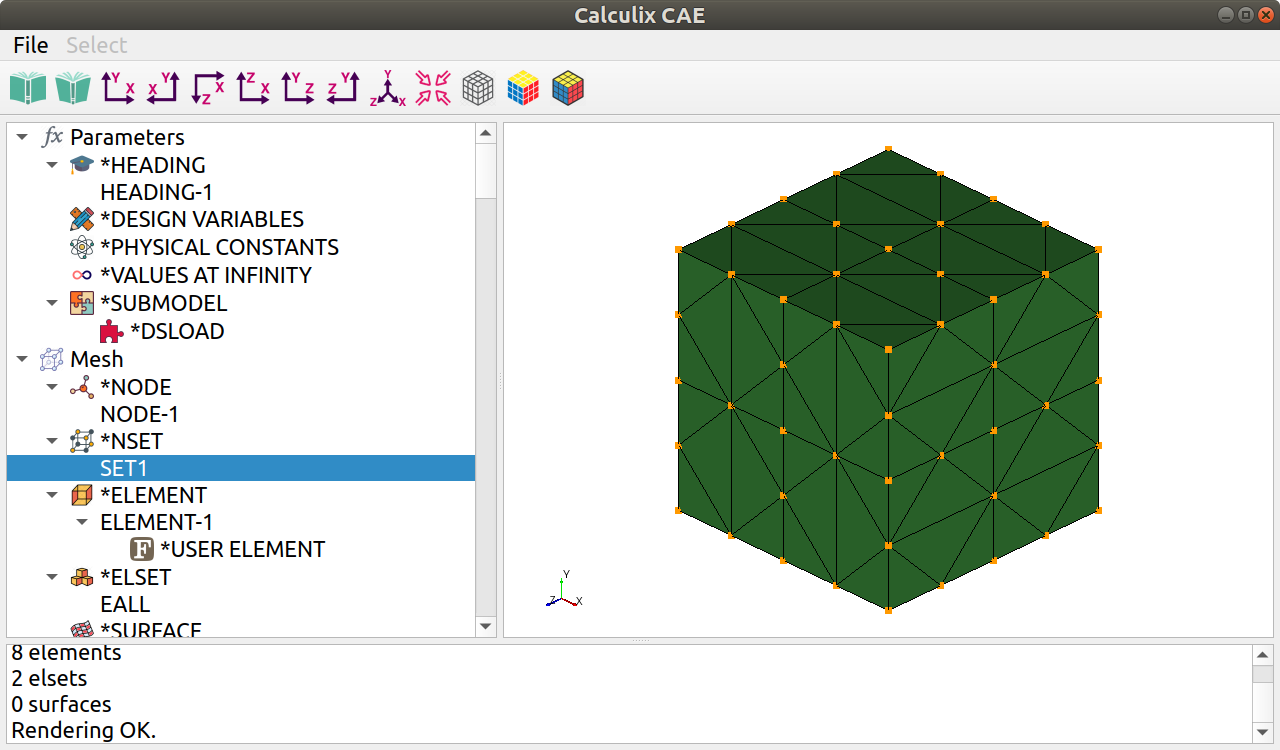 Calculix CAE
File Select
Y X
X Y
Z X
Z X
Y Z
Z Y
Y Z X
fx Parameters
*HEADING
HEADING-1
*DESIGN VARIABLES
*PHYSICAL CONSTANTS
*VALUES AT INFINITY
*SUBMODEL
*DSLOAD
Mesh
*NODE
NODE-1
*NSET
SET1
*ELEMENT
ELEMENT-1
F *USER ELEMENT
*ELSET
EALL
*SURFACE
Y
Z X
8 elements
2 elsets
0 surfaces
Rendering OK.